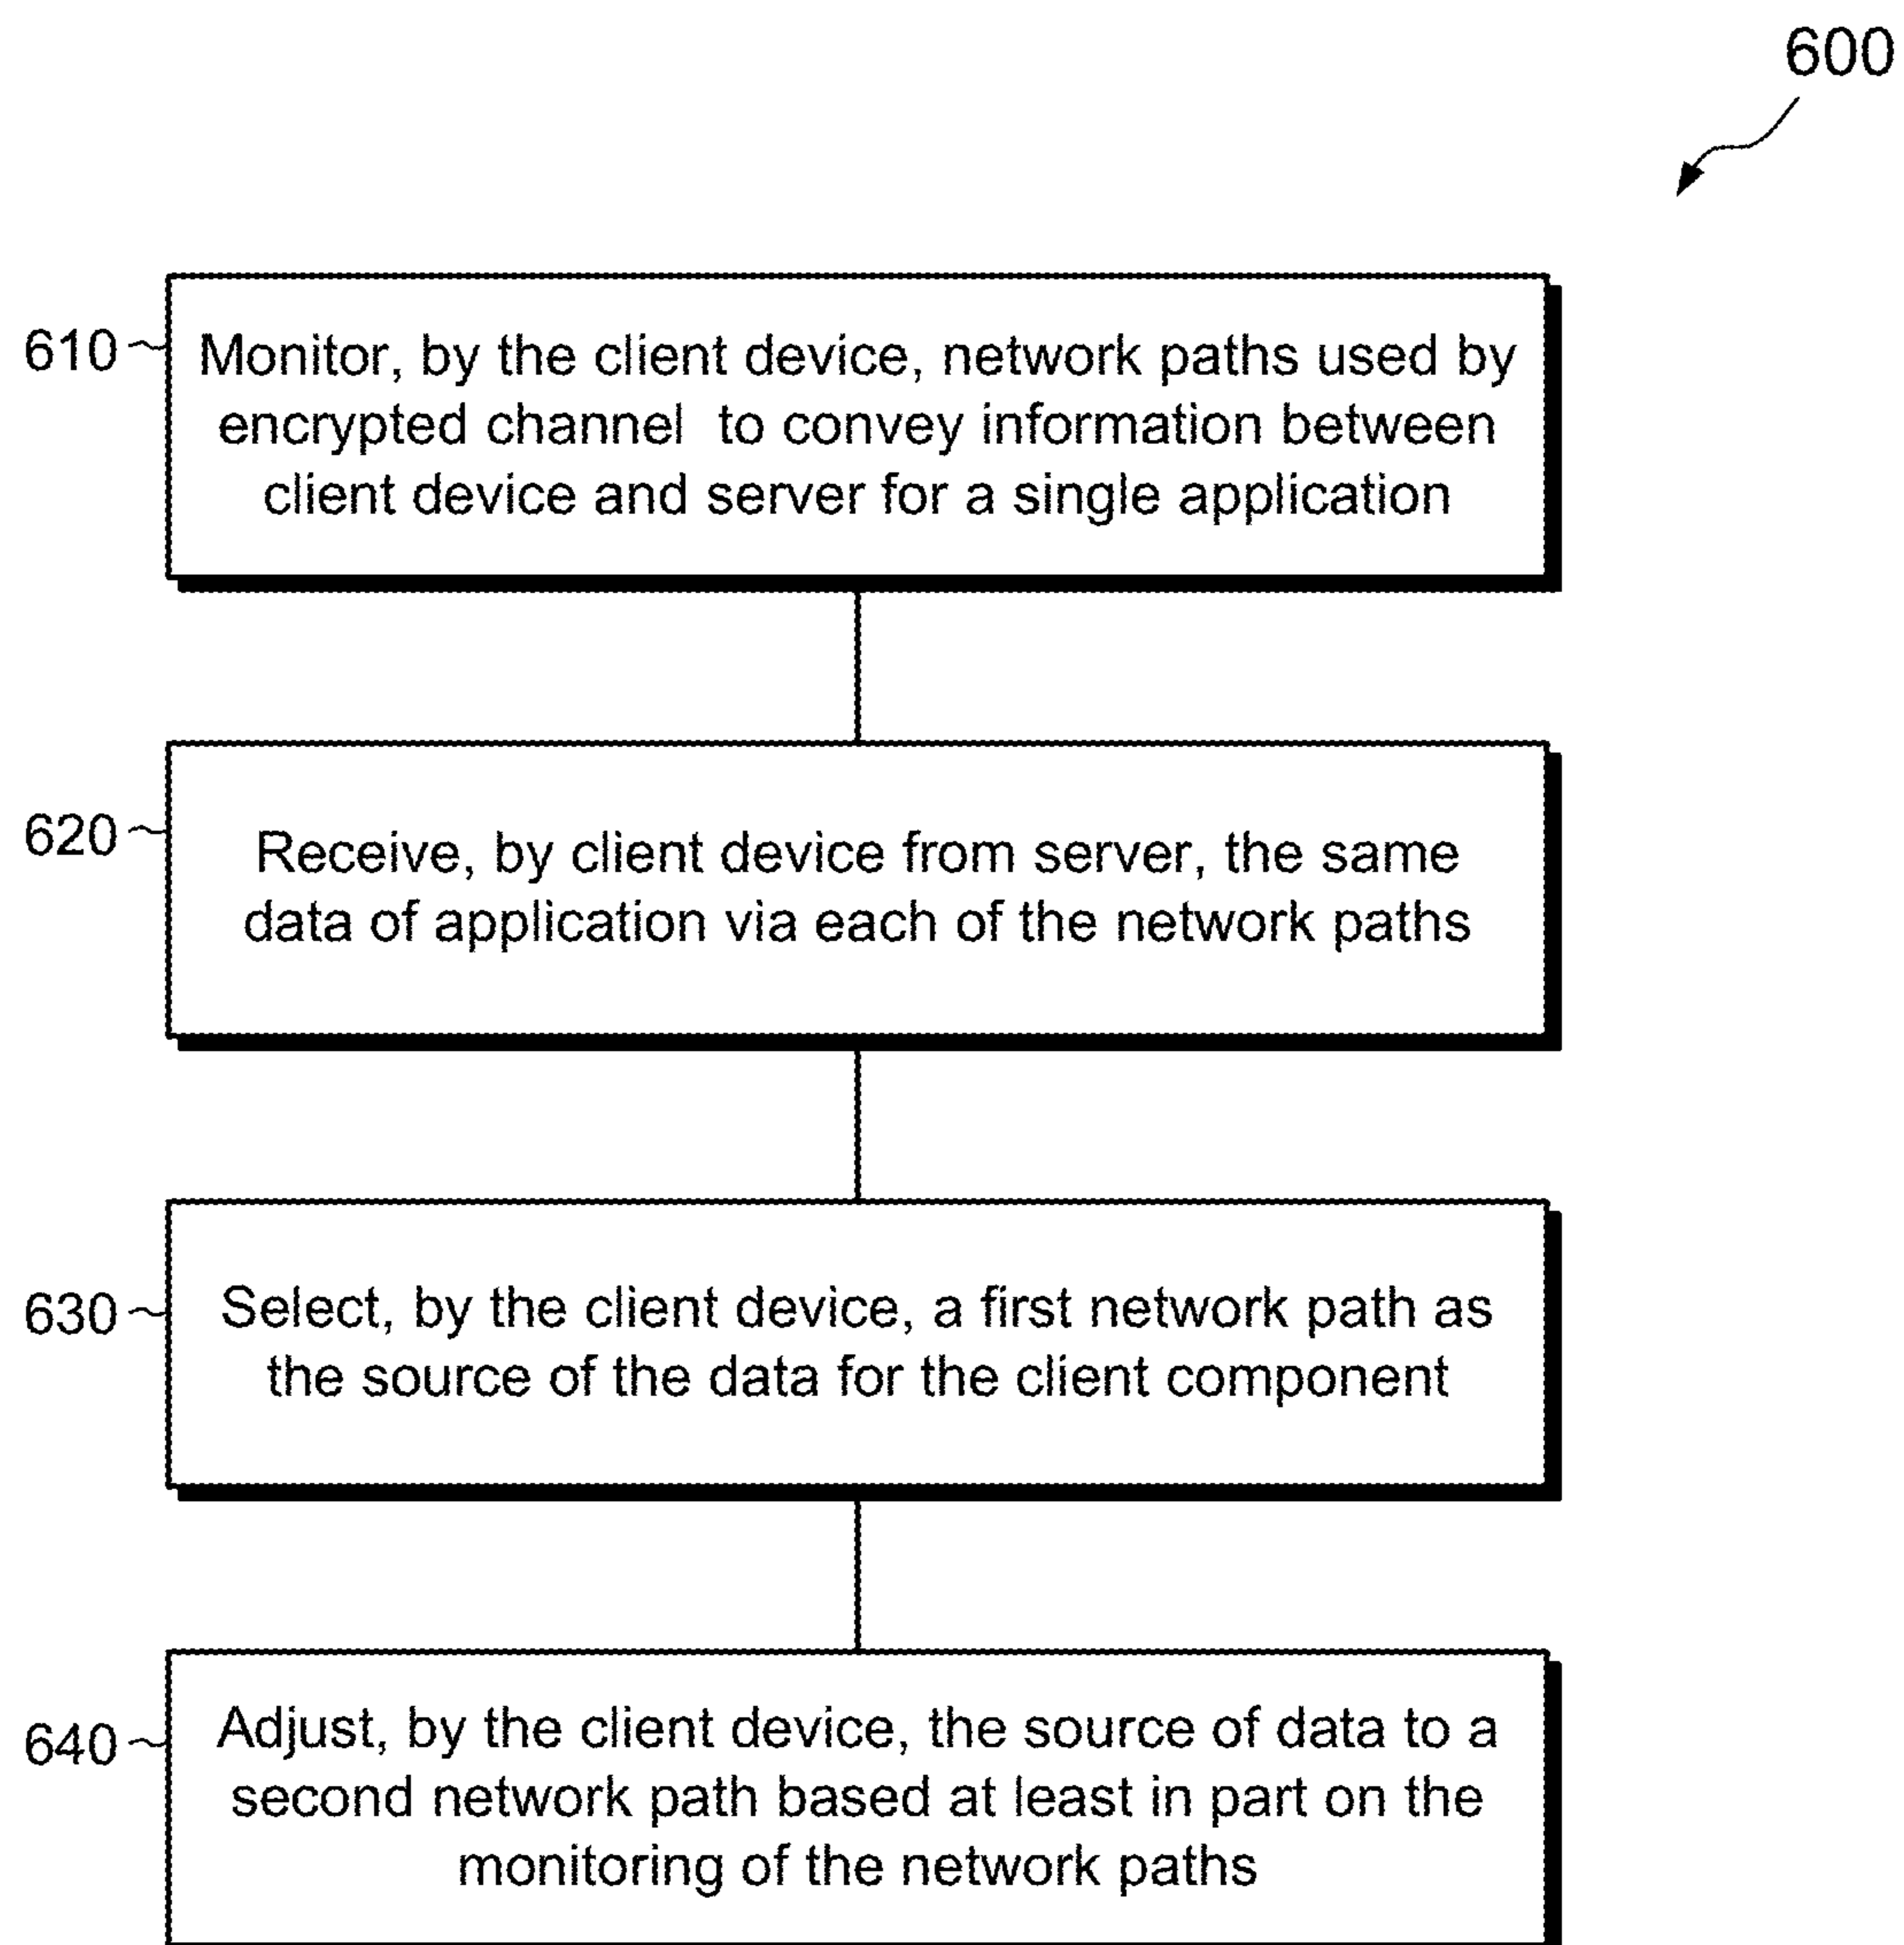 600
610
Monitor, by the client device, network paths used by
encrypted channel to convey information between
client device and server for a single application
620
Receive, by client device from server, the same
data of application via each of the network paths
630
Select, by the client device, a first network path as
the source of the data for the client component
640
Adjust, by the client device, the source of data to a
second network path based at least in part on the
monitoring of the network paths